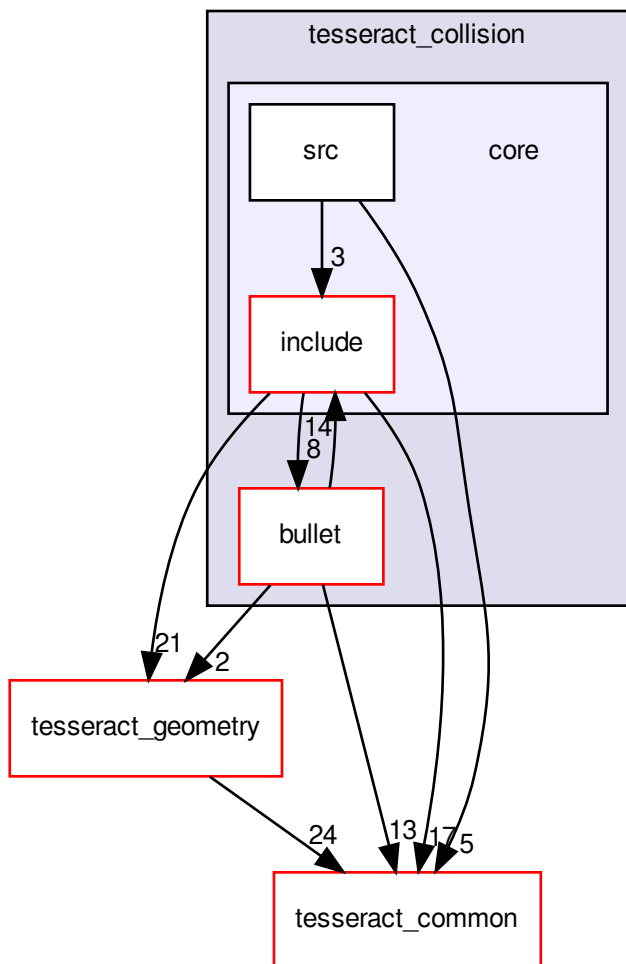 tesseract_collision
src
core
3
include
14
8
bullet
21
2
tesseract_geometry
24
13
17
5
tesseract_common